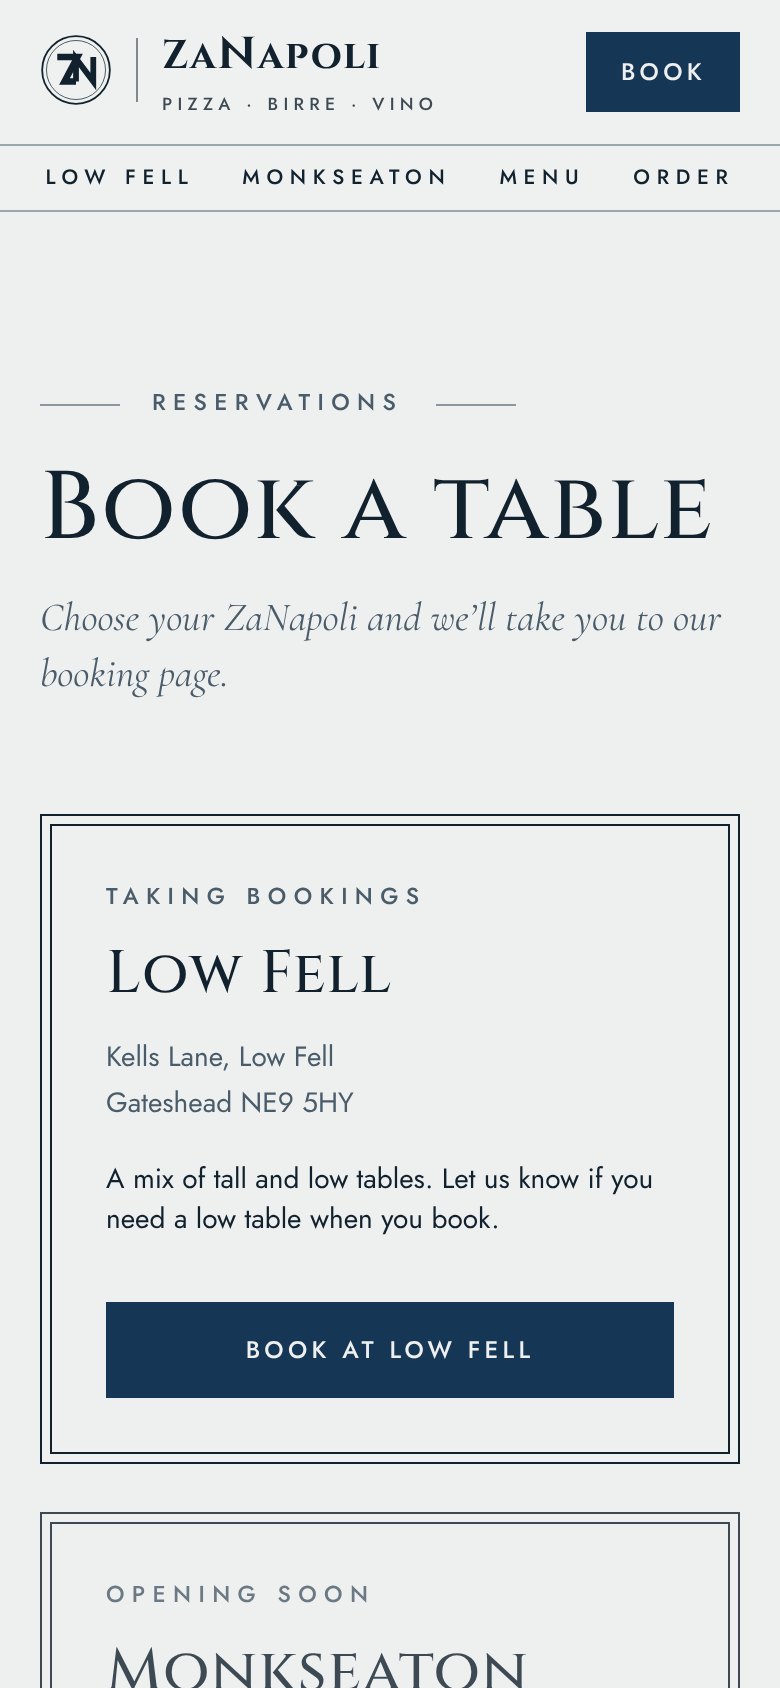 ZN
ZaNapoli
PIZZA · BIRRE · VINO
BOOK
LOW FELL MONKSEATON MENU ORDER
RESERVATIONS
Book a table
Choose your ZaNapoli and we’ll take you to our
booking page.
TAKING BOOKINGS
Low Fell
Kells Lane, Low Fell
Gateshead NE9 5HY
A mix of tall and low tables. Let us know if you
need a low table when you book.
BOOK AT LOW FELL
OPENING SOON
Monkseaton